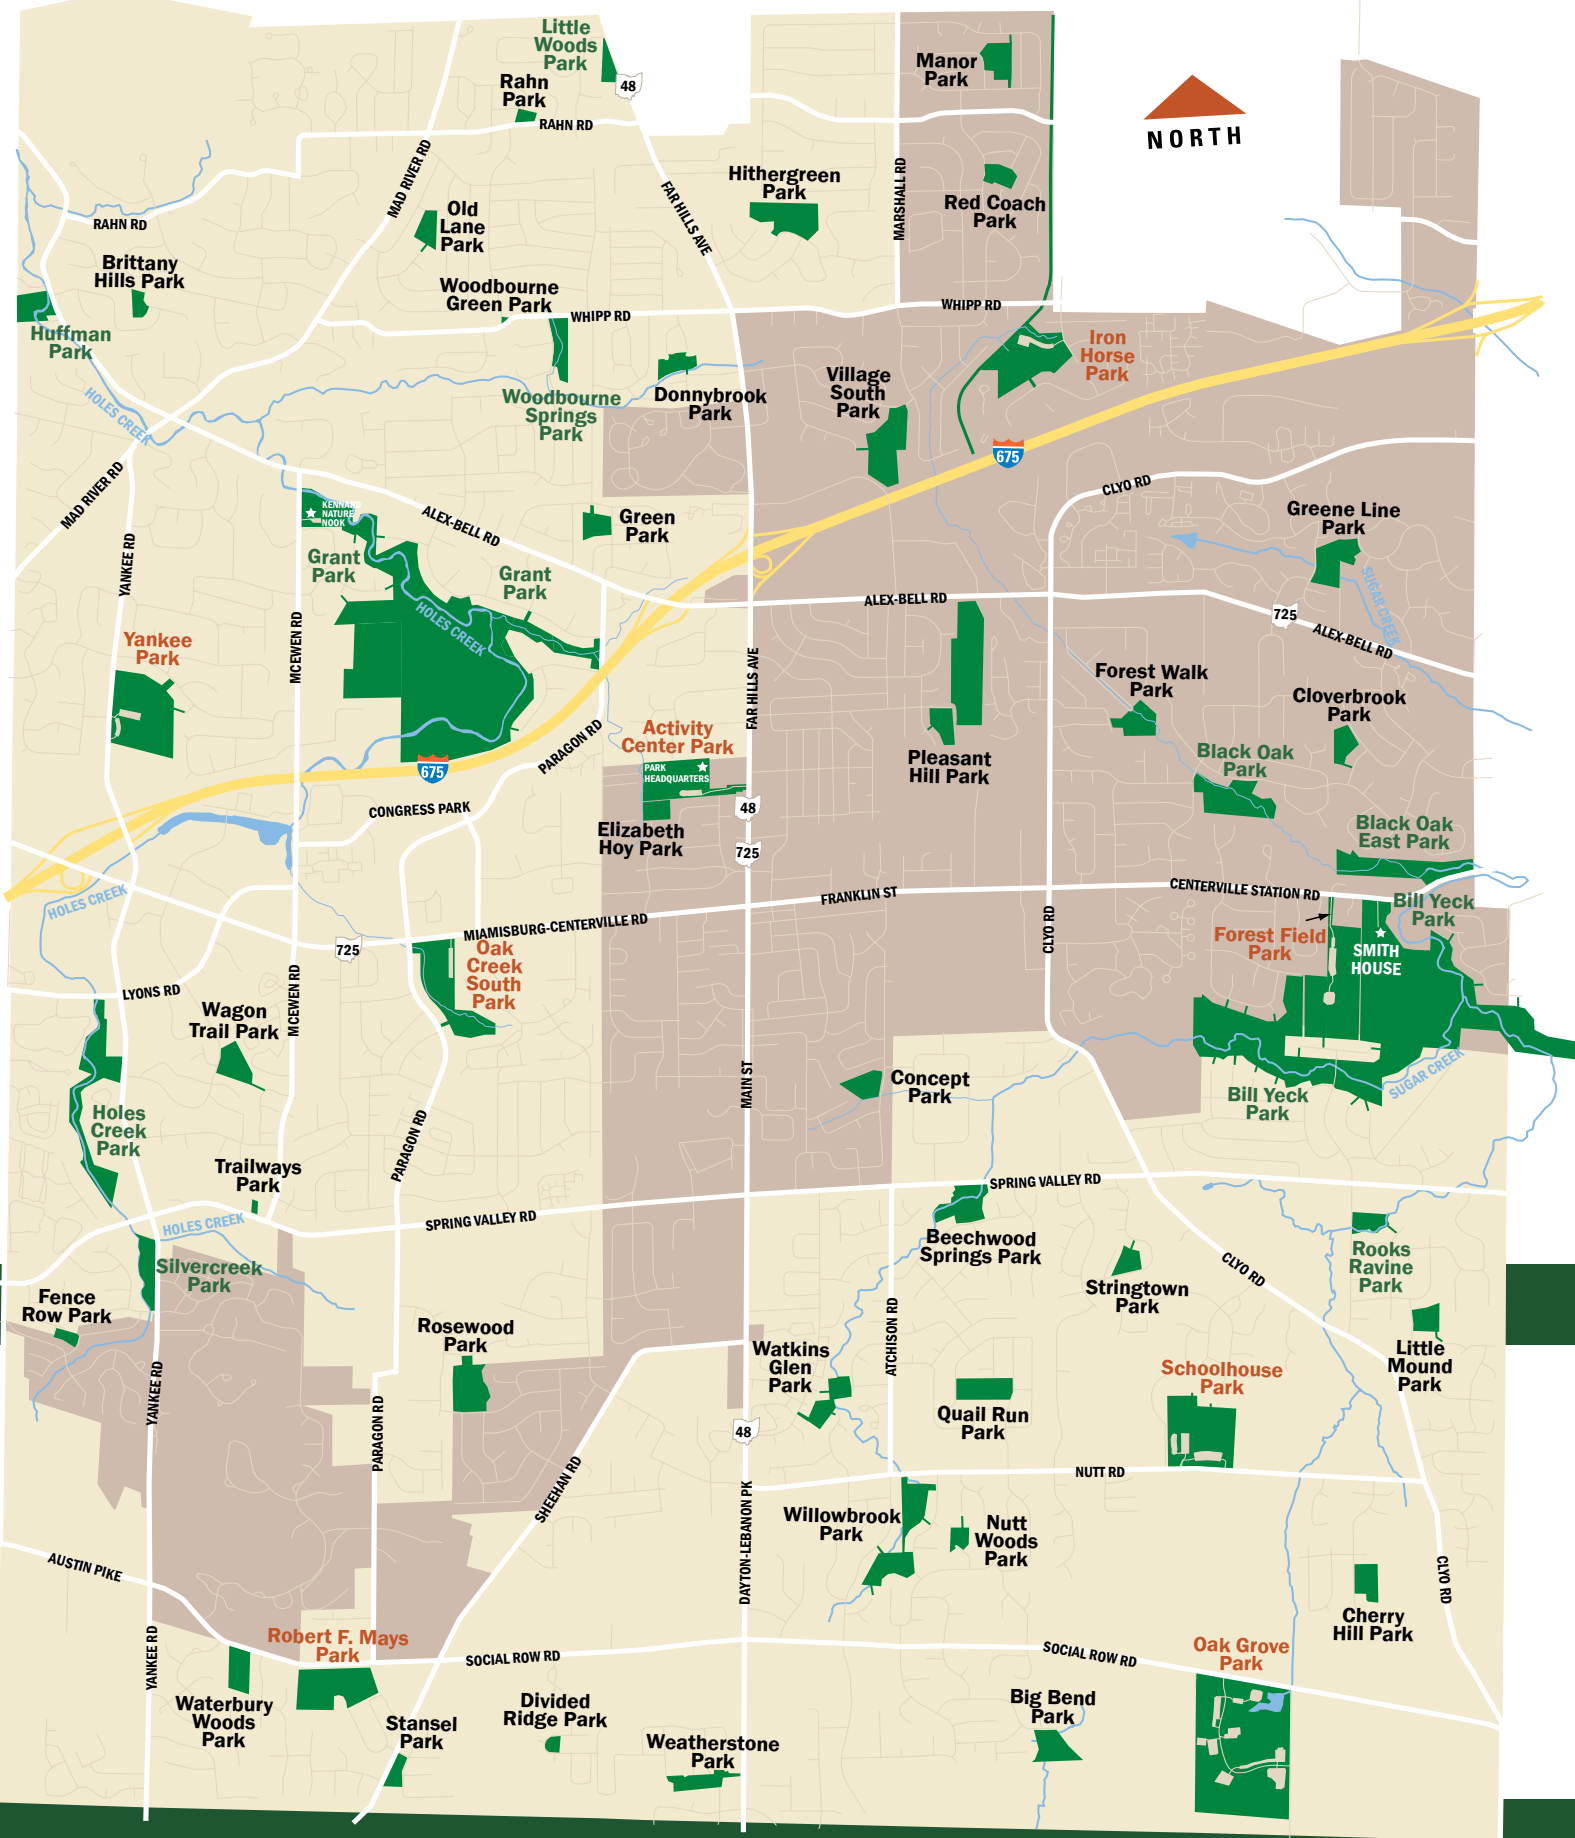 Little
Woods
Park
48
Rahn
Park
RAHN RD
Manor
Park
NORTH
MAD RIVER RD
FAR HILLS AVE
Hithergreen
Park
MARSHALL RD
Red Coach
Park
Old
Lane
Park
RAHN RD
Brittany
Hills Park
Huffman
Park
Woodbourne
Green Park
WHIPP RD
WHIPP RD
Iron
Horse
Park
Village
South
Park
Donnybrook
Park
Woodbourne
Springs
Park
HOLES CREEK
MAD RIVER RD
675
CLYO RD
Greene Line
Park
KENNARD
NATURE
NOOK
ALEX-BELL RD
Green
Park
YANKEE RD
Grant
Park
Grant
Park
HOLES CREEK
ALEX-BELL RD
SUGAR CREEK
725
ALEX-BELL RD
MCEWEN RD
Yankee
Park
FAR HILLS AVE
Forest Walk
Park
Cloverbrook
Park
Activity
Center Park
PARAGON RD
Pleasant
Hill Park
Black Oak
Park
675
PARK
HEADQUARTERS
CONGRESS PARK
48
Elizabeth
Hoy Park
725
Black Oak
East Park
HOLES CREEK
FRANKLIN ST
CENTERVILLE STATION RD
Bill Yeck
Park
MIAMISBURG-CENTERVILLE RD
725
CLYO RD
Forest Field
Park
SMITH
HOUSE
Oak
Creek
South
Park
LYONS RD
Wagon
Trail Park
MCEWEN RD
MAIN ST
Concept
Park
SUGAR CREEK
Bill Yeck
Park
Holes
Creek
Park
PARAGON RD
Trailways
Park
SPRING VALLEY RD
HOLES CREEK
SPRING VALLEY RD
Beechwood
Springs Park
Stringtown
Park
CLYO RD
Rooks
Ravine
Park
Silvercreek
Park
Fence
Row Park
Rosewood
Park
Watkins
Glen
Park
ATCHISON RD
Little
Mound
Park
Schoolhouse
Park
YANKEE RD
PARAGON RD
Quail Run
Park
48
NUTT RD
SHEEHAN RD
DAYTON-LEBANON PK
Willowbrook
Park
Nutt
Woods
Park
AUSTIN PIKE
CLYO RD
Cherry
Hill Park
YANKEE RD
Robert F. Mays
Park
SOCIAL ROW RD
SOCIAL ROW RD
Oak Grove
Park
Waterbury
Woods
Park
Stansel
Park
Divided
Ridge Park
Weatherstone
Park
Big Bend
Park